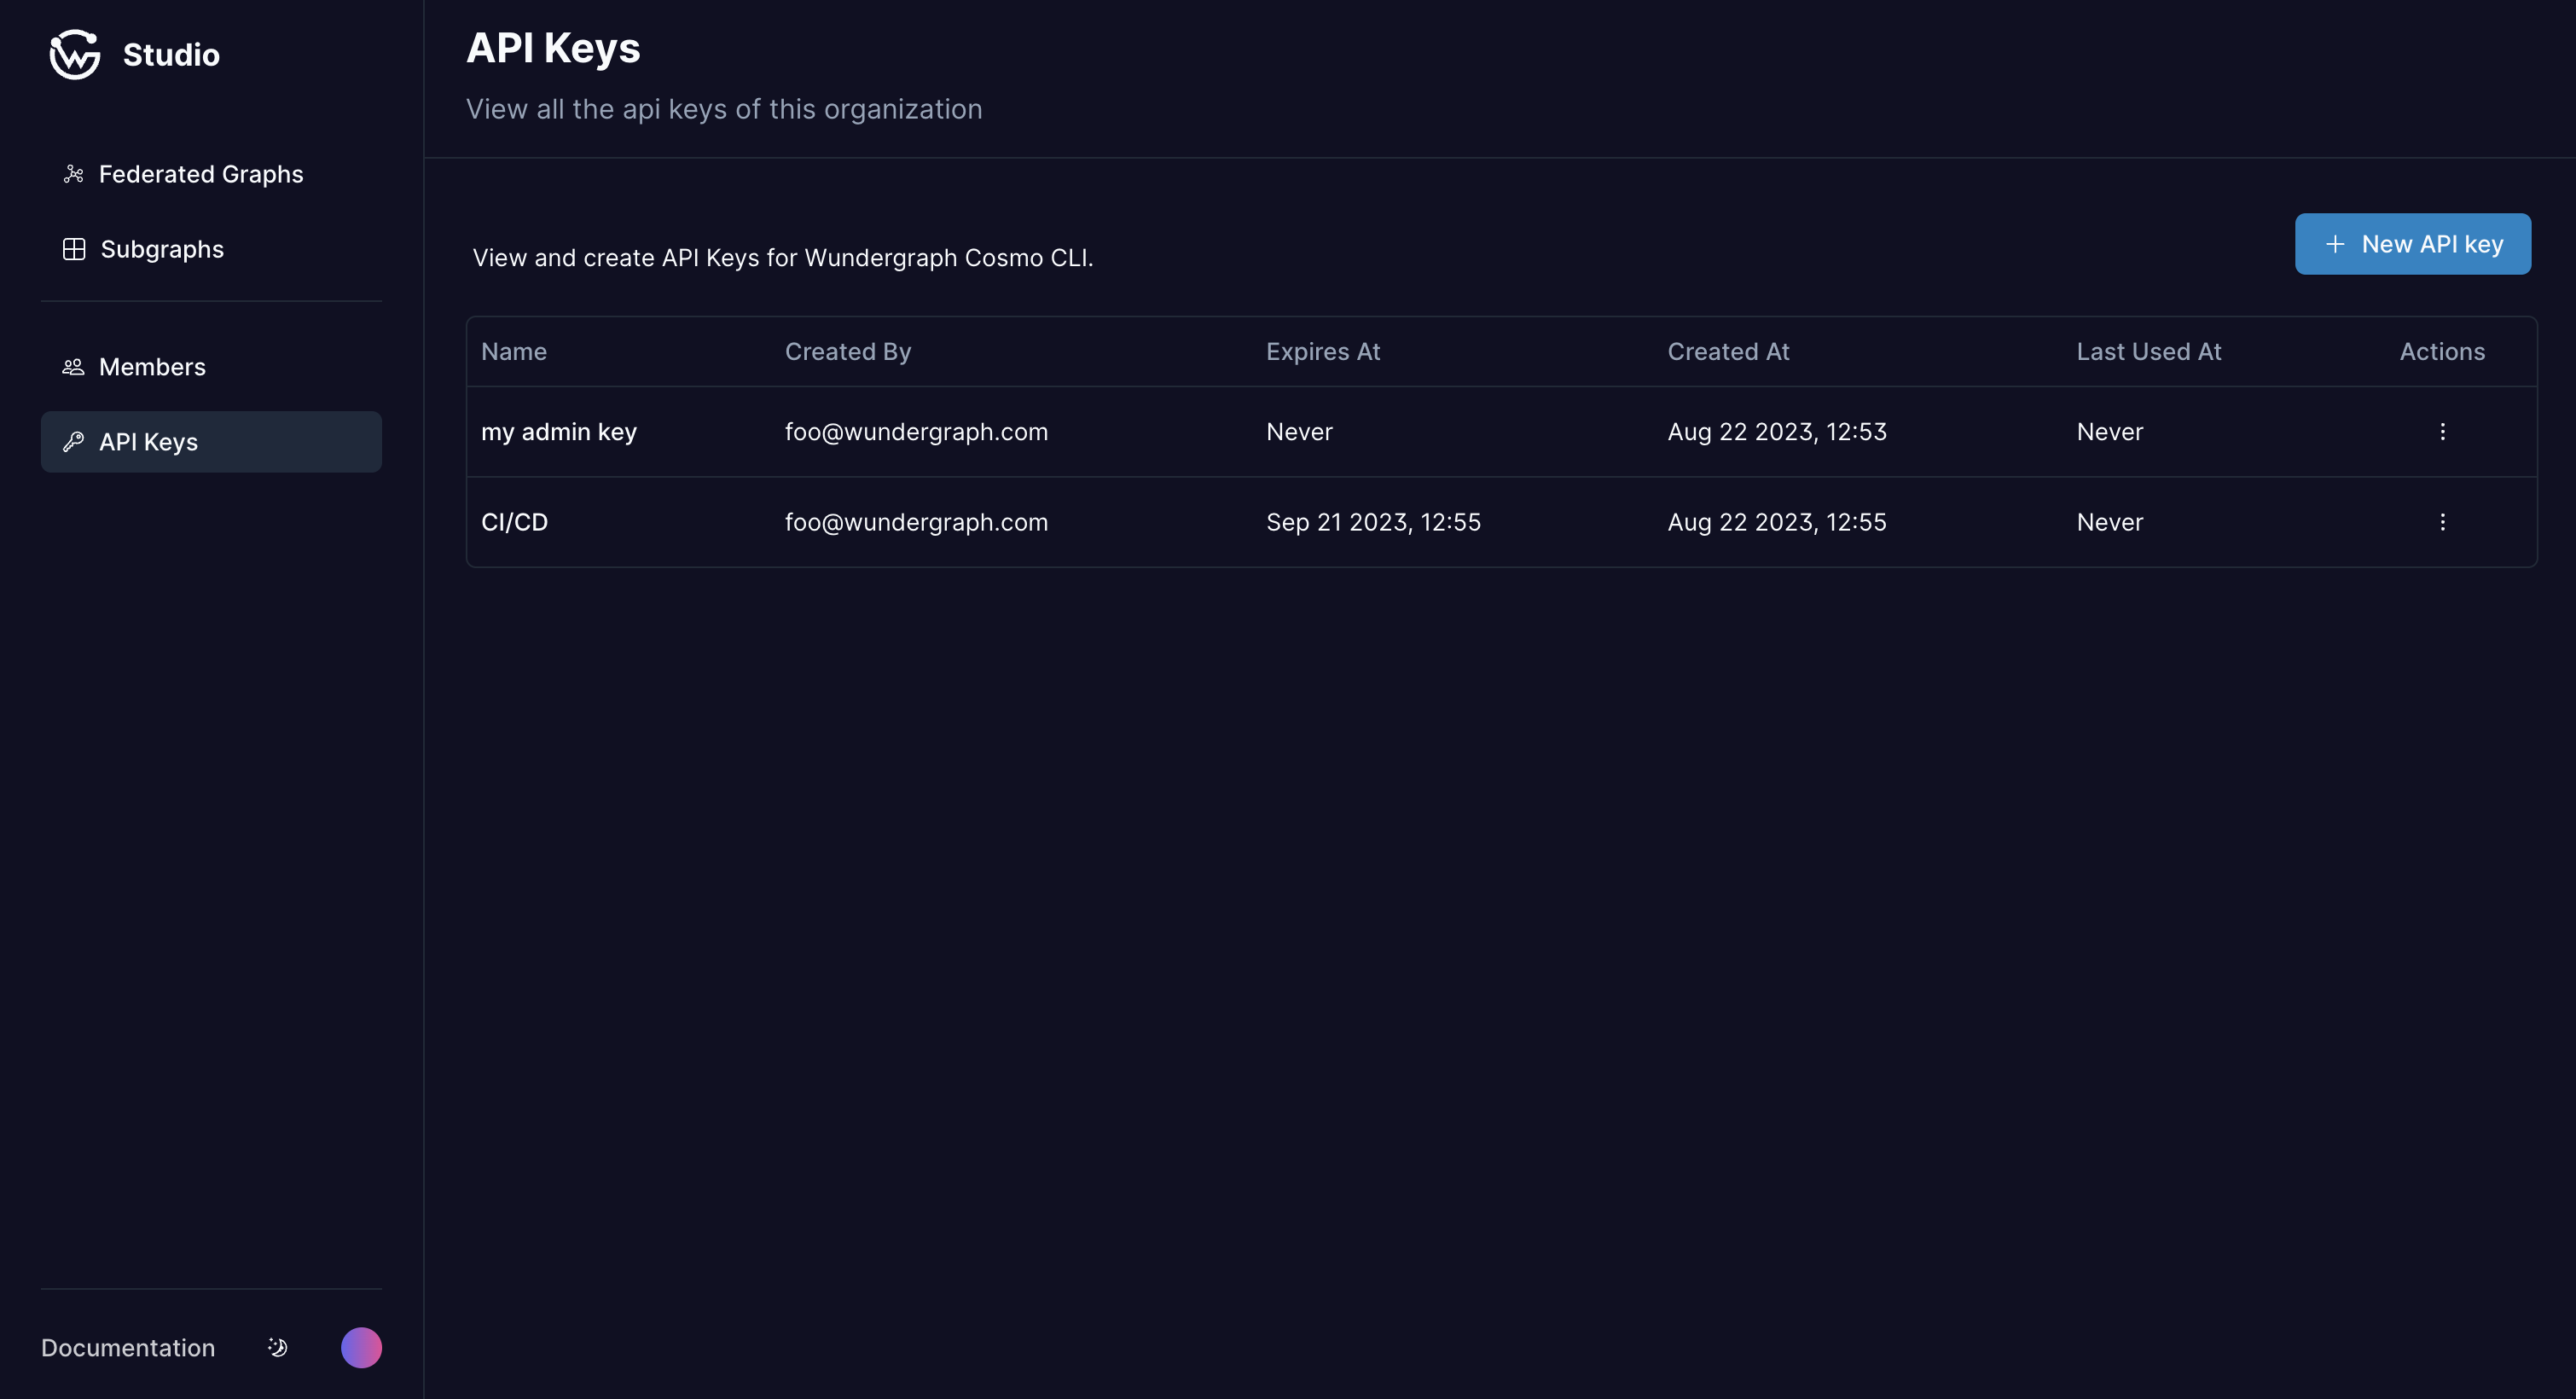 Studio
Federated Graphs
Subgraphs
Members
API Keys
Documentation
API Keys
View all the api keys of this organization
View and create API Keys for Wundergraph Cosmo CLI.
New API key
Name Created By Expires At Created At Last Used At Actions
my admin key foo@wundergraph.com Never Aug 22 2023, 12:53 Never
CI/CD foo@wundergraph.com Sep 21 2023, 12:55 Aug 22 2023, 12:55 Never